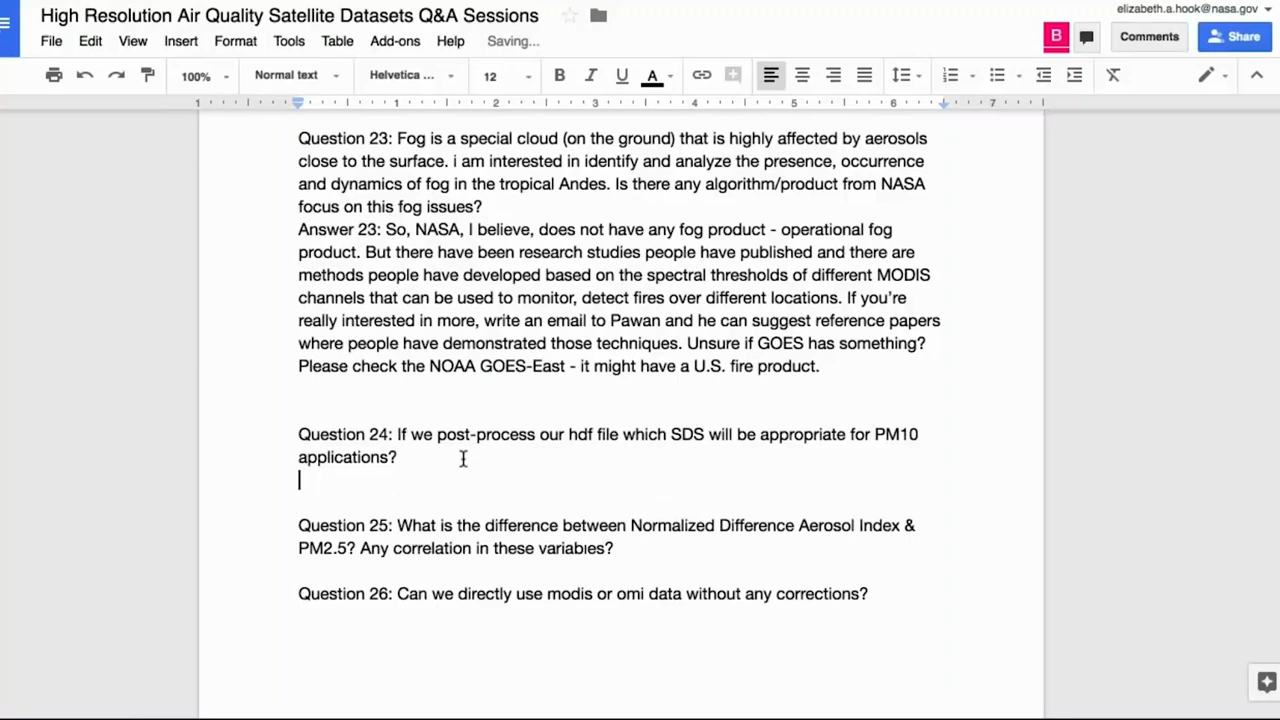 High Resolution Air Quality Satellite Datasets Q&A Sessions
elizabeth.a.hook@nasa.gov
File Edit View Insert Format Tools Table Add-ons Help Saving...
B Comments Share
100% Normal text Helvetica ... 12 B I U A
1 1 2 3 4 5 6 7
Question 23: Fog is a special cloud (on the ground) that is highly affected by aerosols
close to the surface. i am interested in identify and analyze the presence, occurrence
and dynamics of fog in the tropical Andes. Is there any algorithm/product from NASA
focus on this fog issues?
Answer 23: So, NASA, I believe, does not have any fog product - operational fog
product. But there have been research studies people have published and there are
methods people have developed based on the spectral thresholds of different MODIS
channels that can be used to monitor, detect fires over different locations. If you're
really interested in more, write an email to Pawan and he can suggest reference papers
where people have demonstrated those techniques. Unsure if GOES has something?
Please check the NOAA GOES-East - it might have a U.S. fire product.
Question 24: If we post-process our hdf file which SDS will be appropriate for PM10
applications?
Question 25: What is the difference between Normalized Difference Aerosol Index &
PM2.5? Any correlation in these variables?
Question 26: Can we directly use modis or omi data without any corrections?